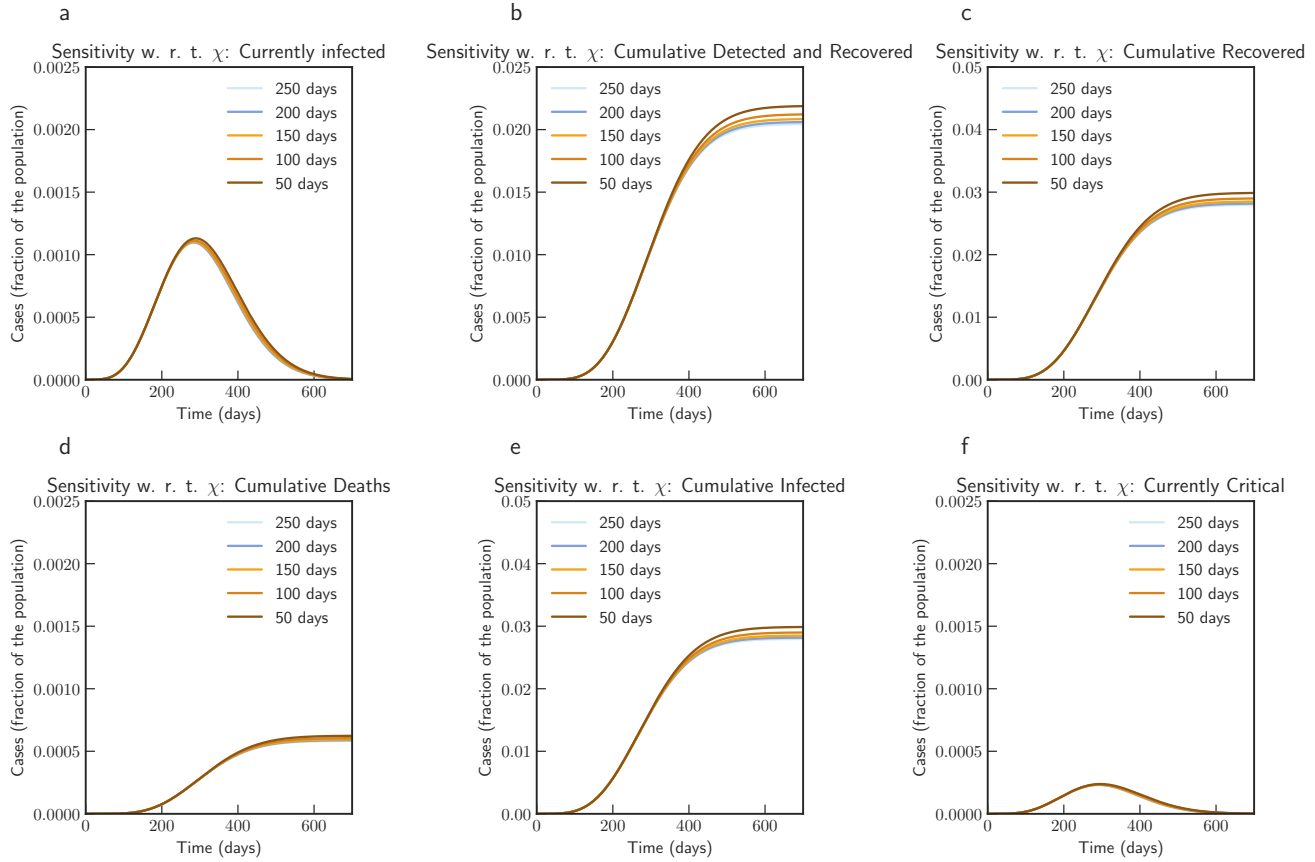 a
Sensitivity w. r. t. χ: Currently infected
0.0025
0.0020
0.0015
0.0010
0.0005
0.0000
Cases (fraction of the population)
250 days
200 days
150 days
100 days
50 days
0
200
400
600
Time (days)
b
Sensitivity w. r. t. χ: Cumulative Detected and Recovered
0.025
0.020
0.015
0.010
0.005
0.000
Cases (fraction of the population)
250 days
200 days
150 days
100 days
50 days
0
200
400
600
Time (days)
c
Sensitivity w. r. t. χ: Cumulative Recovered
0.05
0.04
0.03
0.02
0.01
0.00
Cases (fraction of the population)
250 days
200 days
150 days
100 days
50 days
0
200
400
600
Time (days)
d
Sensitivity w. r. t. χ: Cumulative Deaths
0.0025
0.0020
0.0015
0.0010
0.0005
0.0000
Cases (fraction of the population)
250 days
200 days
150 days
100 days
50 days
0
200
400
600
Time (days)
e
Sensitivity w. r. t. χ: Cumulative Infected
0.05
0.04
0.03
0.02
0.01
0.00
Cases (fraction of the population)
250 days
200 days
150 days
100 days
50 days
0
200
400
600
Time (days)
f
Sensitivity w. r. t. χ: Currently Critical
0.0025
0.0020
0.0015
0.0010
0.0005
0.0000
Cases (fraction of the population)
250 days
200 days
150 days
100 days
50 days
0
200
400
600
Time (days)